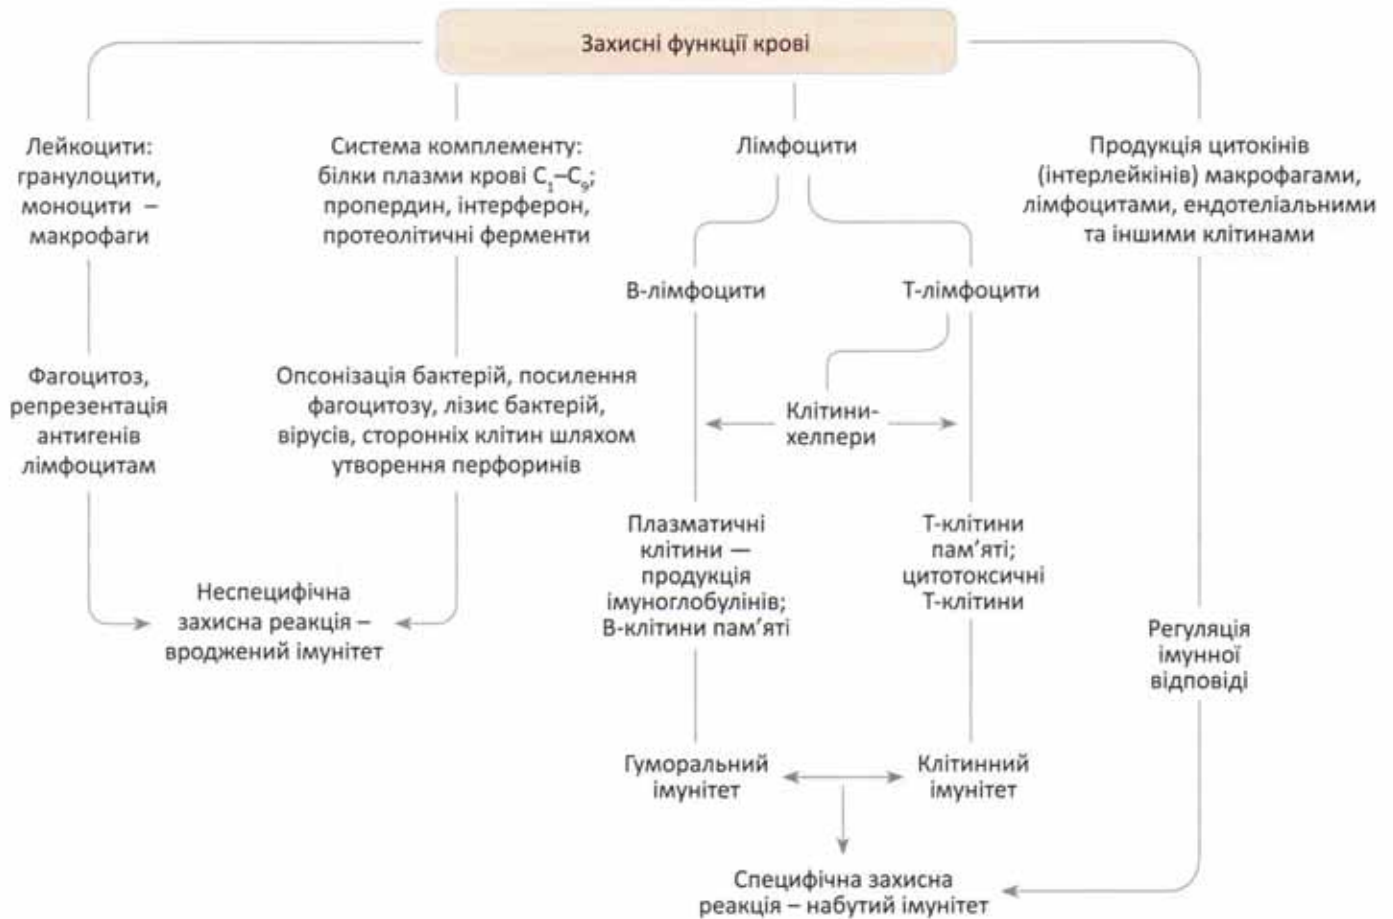 Захисні функції крові
Лейкоцити:
гранулоцити,
моноцити –
макрофаги
Система комплементу:
білки плазми крові C₁–C₉;
пропердин, інтерферон,
протеолітичні ферменти
Лімфоцити
Продукція цитокінів
(інтерлейкінів) макрофагами,
лімфоцитами, ендотеліальними
та іншими клітинами
В-лімфоцити
Т-лімфоцити
Фагоцитоз,
репрезентація
антигенів
лімфоцитам
Опсонізація бактерій, посилення
фагоцитозу, лізис бактерій,
вірусів, сторонніх клітин шляхом
утворення перфоринів
Клітини-
хелпери
Плазматичні
клітини —
продукція
імуноглобулінів;
В-клітини пам’яті
Т-клітини
пам’яті;
цитотоксичні
Т-клітини
Неспецифічна
захисна реакція –
вроджений імунітет
Регуляція
імунної
відповіді
Гуморальний
імунітет
Клітинний
імунітет
Специфічна захисна
реакція – набутий імунітет